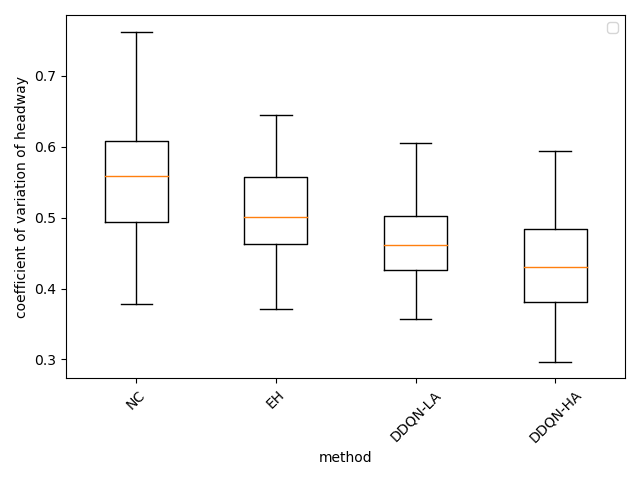 coefficient of variation of headway
0.7
0.6
0.5
0.4
0.3
NC
EH
DDQN-LA
DDQN-HA
method